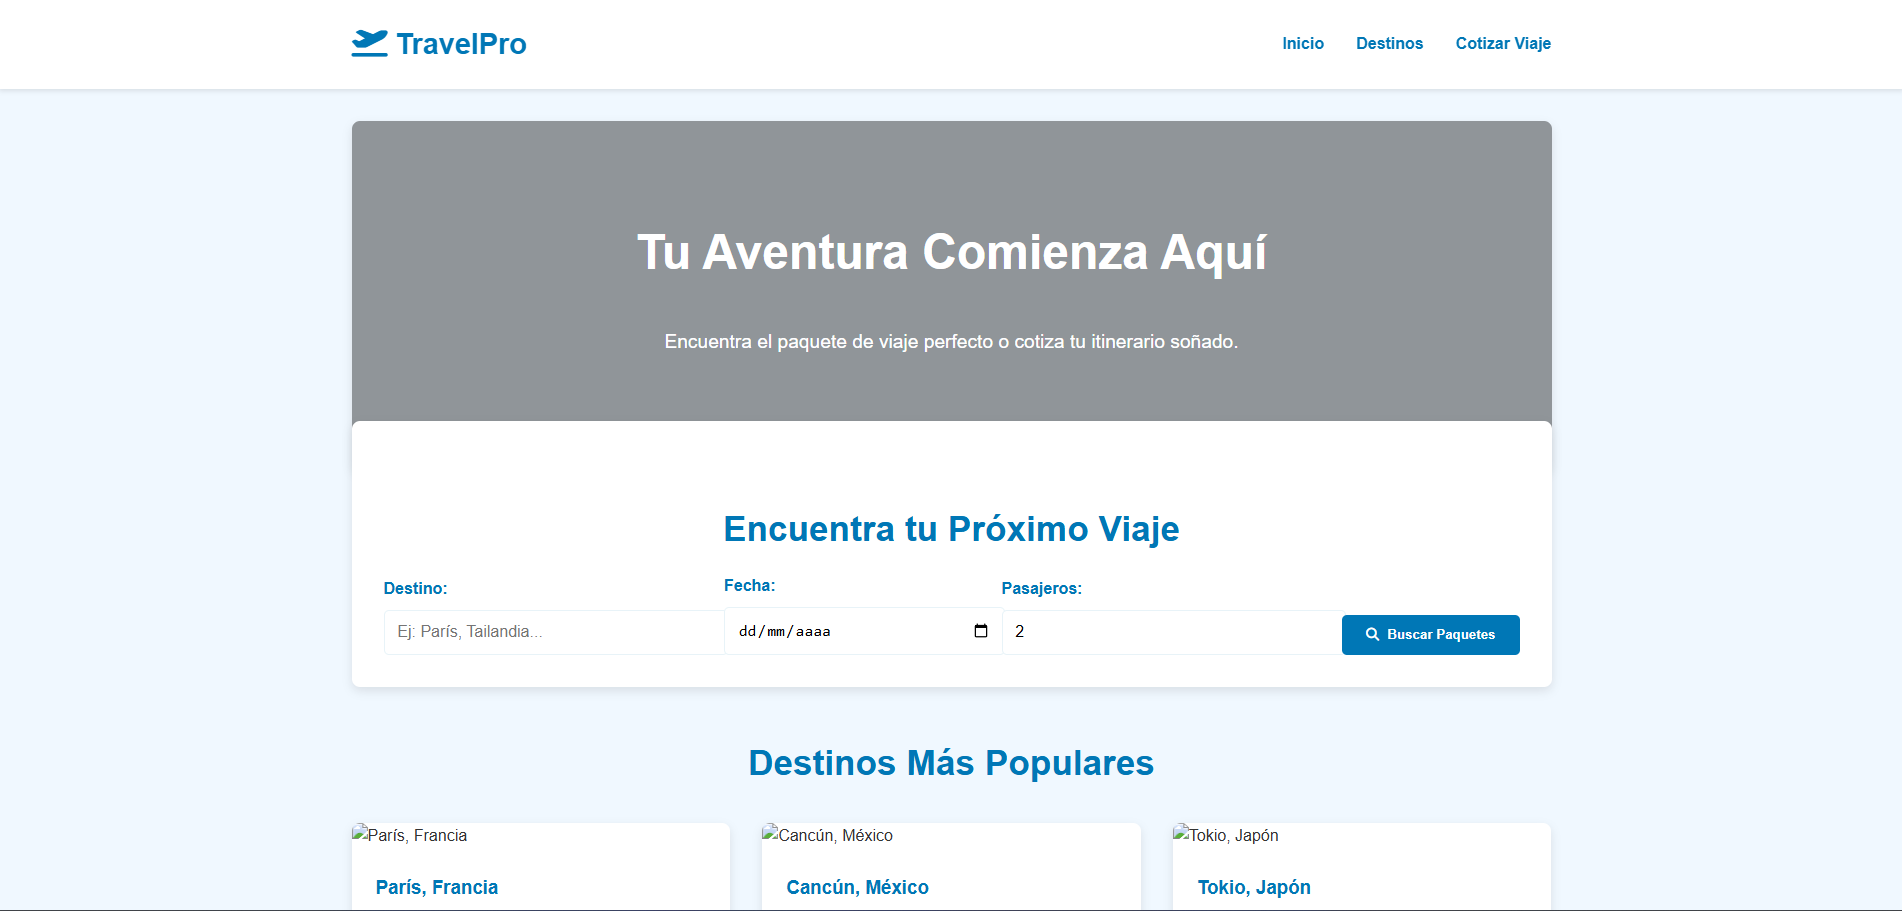 TravelPro
Inicio Destinos Cotizar Viaje
Tu Aventura Comienza Aquí
Encuentra el paquete de viaje perfecto o cotiza tu itinerario soñado.
Encuentra tu Próximo Viaje
Destino: Fecha: Pasajeros:
Ej: París, Tailandia... dd/mm/aaaa 2 Buscar Paquetes
Destinos Más Populares
París, Francia Cancún, México Tokio, Japón
París, Francia Cancún, México Tokio, Japón